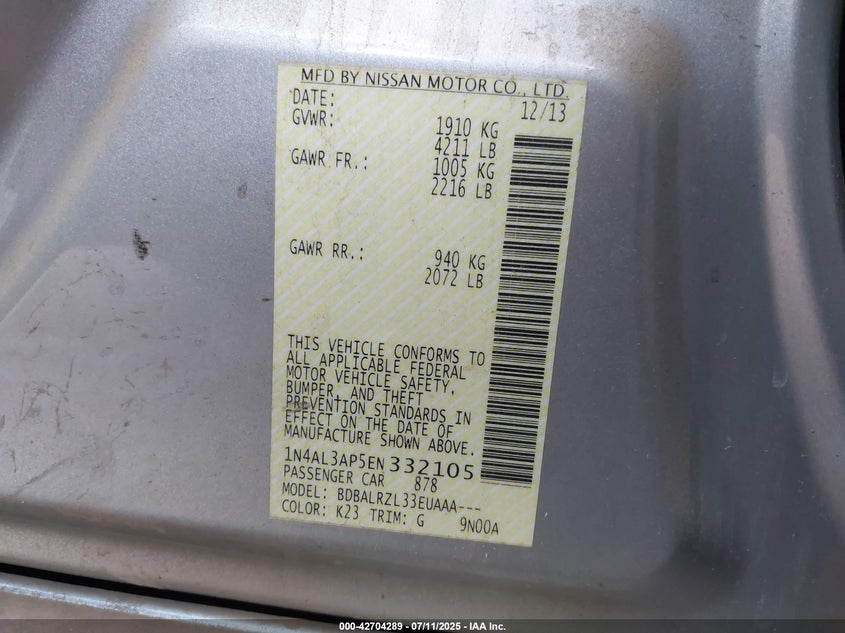 MFD BY NISSAN MOTOR CO., LTD.
DATE: 12/13
GVWR: 1910 KG
4211 LB
GAWR FR.: 1005 KG
2216 LB
GAWR RR.: 940 KG
2072 LB
THIS VEHICLE CONFORMS TO
ALL APPLICABLE FEDERAL
MOTOR VEHICLE SAFETY,
BUMPER, AND THEFT
PREVENTION STANDARDS IN
EFFECT ON THE DATE OF
MANUFACTURE SHOWN ABOVE.
1N4AL3AP5EN 332105
PASSENGER CAR 878
MODEL: BDBALRZL33EUAAA---
COLOR: K23 TRIM: G 9N00A
000-42704289 - 07/11/2025 - IAA Inc.